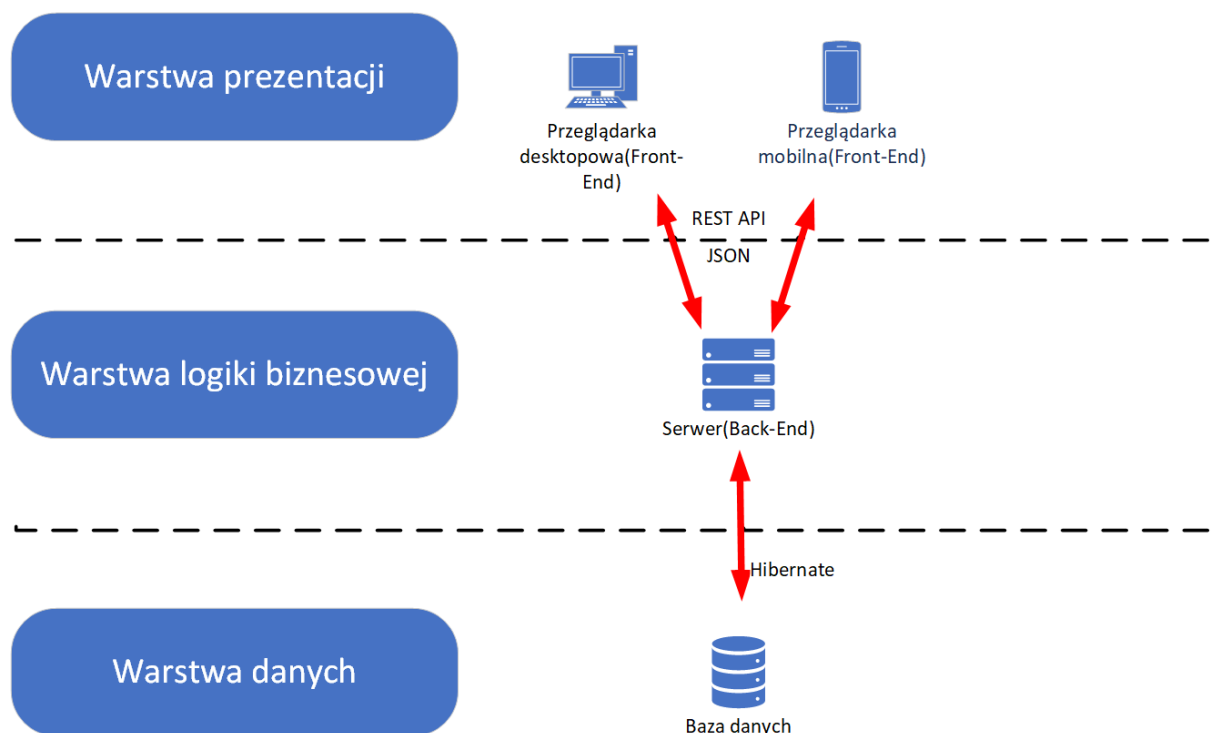 Warstwa prezentacji
Przeglądarka
desktopowa(Front-
End)
Przeglądarka
mobilna(Front-End)
REST API
JSON
Warstwa logiki biznesowej
Serwer(Back-End)
Hibernate
Warstwa danych
Baza danych